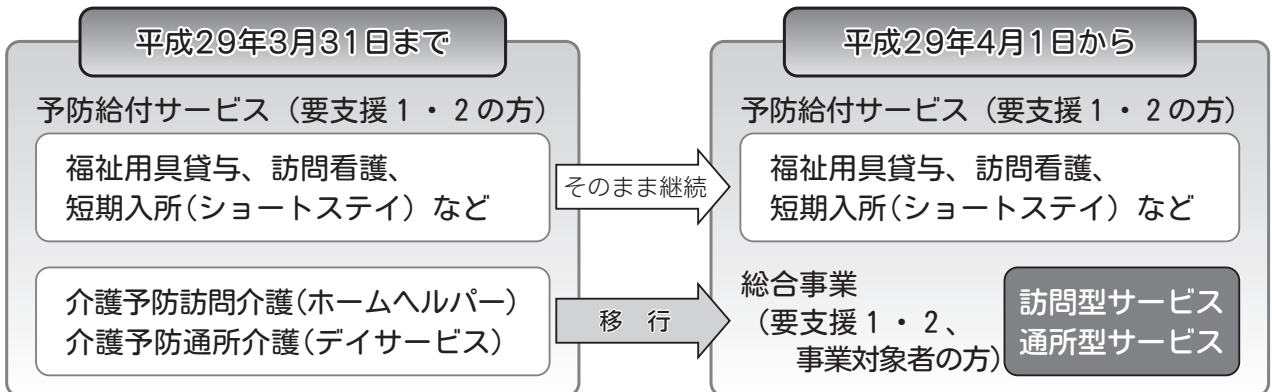 平成29年3月31日まで
予防給付サービス（要支援1・2の方）
福祉用具貸与、訪問看護、
短期入所（ショートステイ）など
介護予防訪問介護（ホームヘルパー）
介護予防通所介護（デイサービス）
そのまま継続
移 行
平成29年4月1日から
予防給付サービス（要支援1・2の方）
福祉用具貸与、訪問看護、
短期入所（ショートステイ）など
総合事業
（要支援1・2、
事業対象者の方）
訪問型サービス
通所型サービス